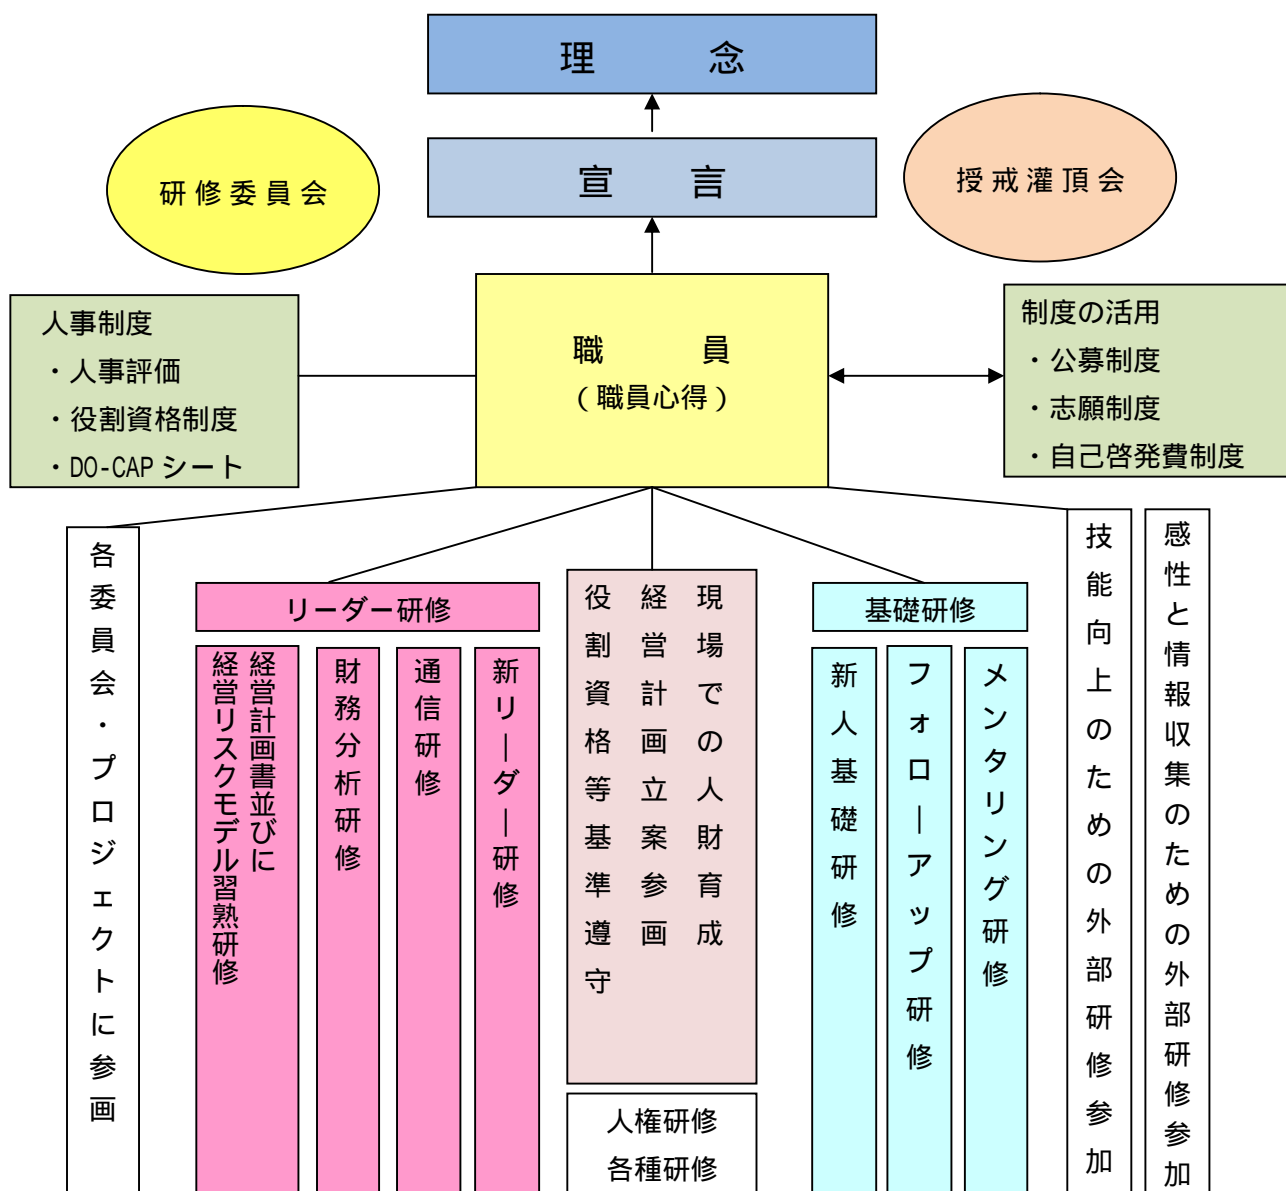 理 念
研修委員会
宣 言
授戒灌頂会
人事制度
・人事評価
・役割資格制度
・DO-CAP シート
職 員
(職員心得)
制度の活用
・公募制度
・志願制度
・自己啓発費制度
各委員会・プロジェクトに参画
リーダー研修
経営計画書並びに
経営リスクモデル習熟研修
財務分析研修
通信研修
新リーダー研修
現場での人財育成
経営計画立案参画
役割資格等基準遵守
人権研修
各種研修
基礎研修
新人基礎研修
フォローアップ研修
メンタリング研修
技能向上のための外部研修参加
感性と情報収集のための外部研修参加